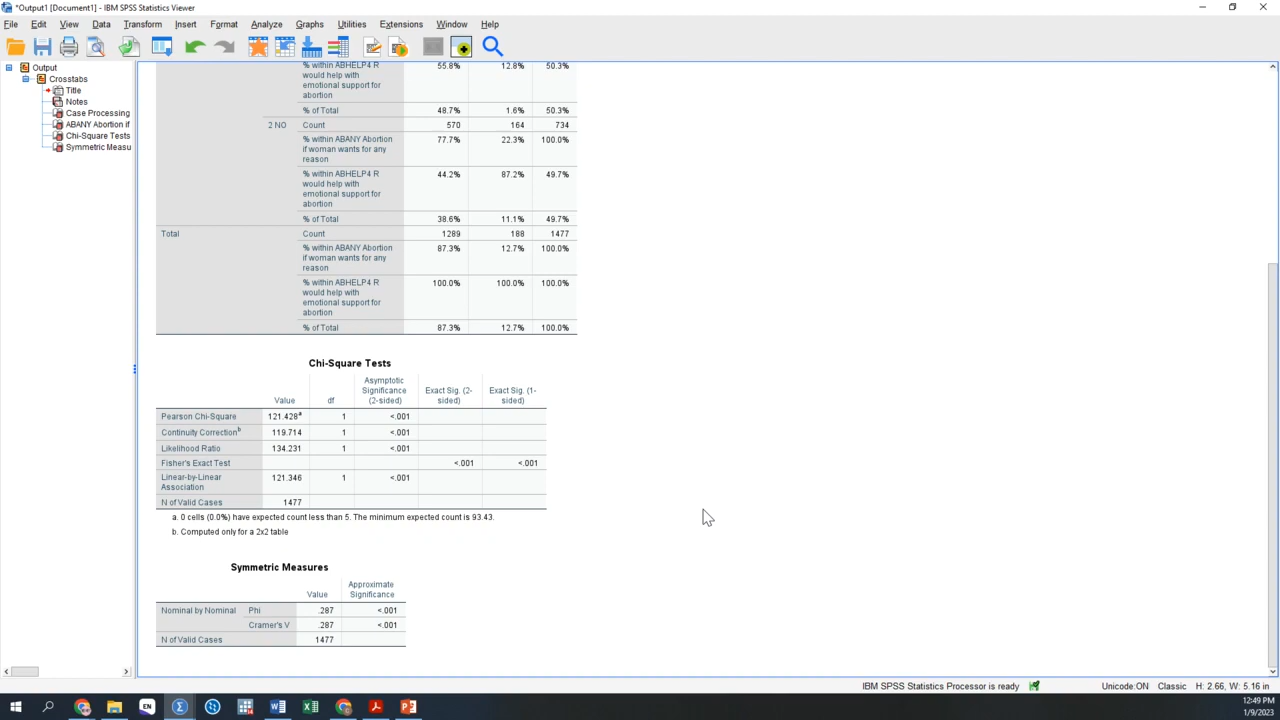 *Output1 [Document1] - IBM SPSS Statistics Viewer
File Edit View Data Transform Insert Format Analyze Graphs Utilities Extensions Window Help
Output
Crosstabs
Title
Notes
Case Processing
ABANY Abortion if
Chi-Square Tests
Symmetric Measu
% within ABHELP4 R 55.8% 12.8% 50.3%
would help with
emotional support for
abortion
% of Total 48.7% 1.6% 50.3%
2 NO Count 570 164 734
% within ABANY Abortion 77.7% 22.3% 100.0%
if woman wants for any
reason
% within ABHELP4 R 44.2% 87.2% 49.7%
would help with
emotional support for
abortion
% of Total 38.6% 11.1% 49.7%
Total Count 1289 188 1477
% within ABANY Abortion 87.3% 12.7% 100.0%
if woman wants for any
reason
% within ABHELP4 R 100.0% 100.0% 100.0%
would help with
emotional support for
abortion
% of Total 87.3% 12.7% 100.0%
Chi-Square Tests
Asymptotic
Significance Exact Sig. (2- Exact Sig. (1-
Value df (2-sided) sided) sided)
Pearson Chi-Square 121.428a 1 <.001
Continuity Correctionb 119.714 1 <.001
Likelihood Ratio 134.231 1 <.001
Fisher's Exact Test <.001 <.001
Linear-by-Linear 121.346 1 <.001
Association
N of Valid Cases 1477
a. 0 cells (0.0%) have expected count less than 5. The minimum expected count is 93.43.
b. Computed only for a 2x2 table
Symmetric Measures
Approximate
Value Significance
Nominal by Nominal Phi .287 <.001
Cramer's V .287 <.001
N of Valid Cases 1477
IBM SPSS Statistics Processor is ready Unicode:ON Classic H: 2.66, W: 5.16 in
EN
12:49 PM
1/9/2023